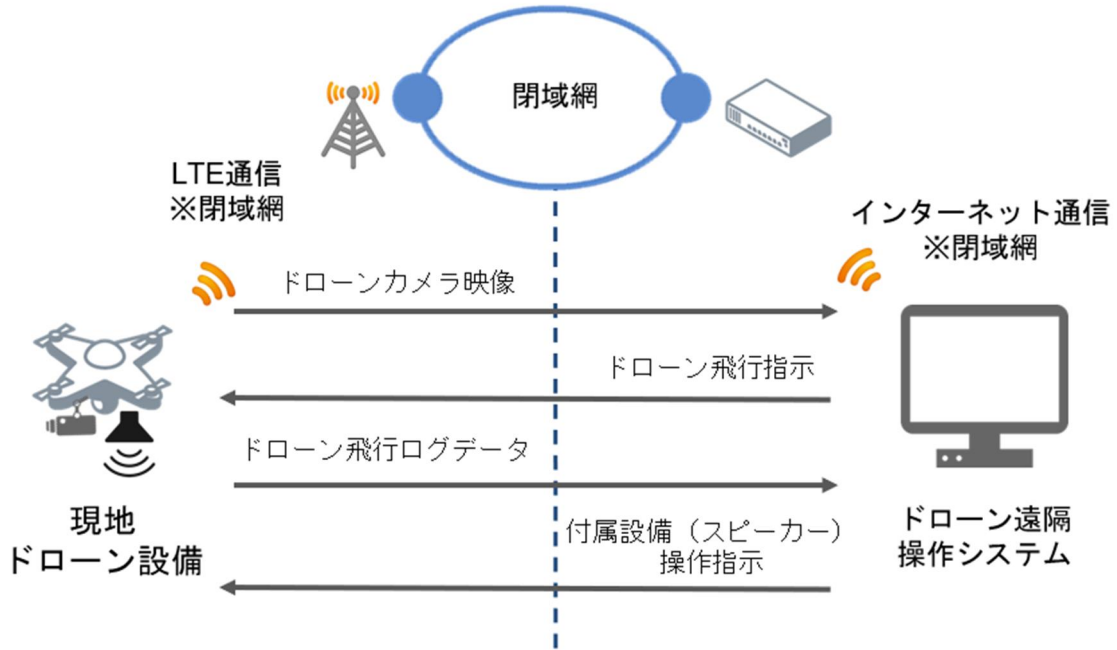 閉域網
LTE通信
※閉域網
インターネット通信
※閉域網
ドローンカメラ映像
ドローン飛行指示
ドローン飛行ログデータ
付属設備（スピーカー）
操作指示
現地
ドローン設備
ドローン遠隔
操作システム